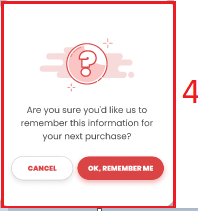 ?
Are you sure you'd like us to
remember this information for
your next purchase?
CANCEL OK, REMEMBER ME
4